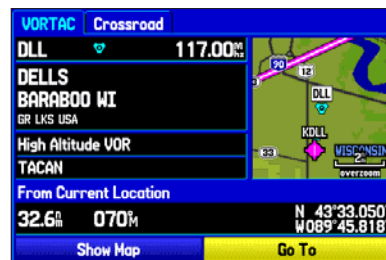 VORTAC Crossroad
DLL 117.00MHz
DELLS
BARABOO WI
GR LKS USA
High Altitude VOR
TACAN
From Current Location
32.6nm 070°M
N 43°33.050'
W089°45.818'
Show Map Go To
90
12
DLL
KDLL
33
WISCONSIN
2nm
overzoom